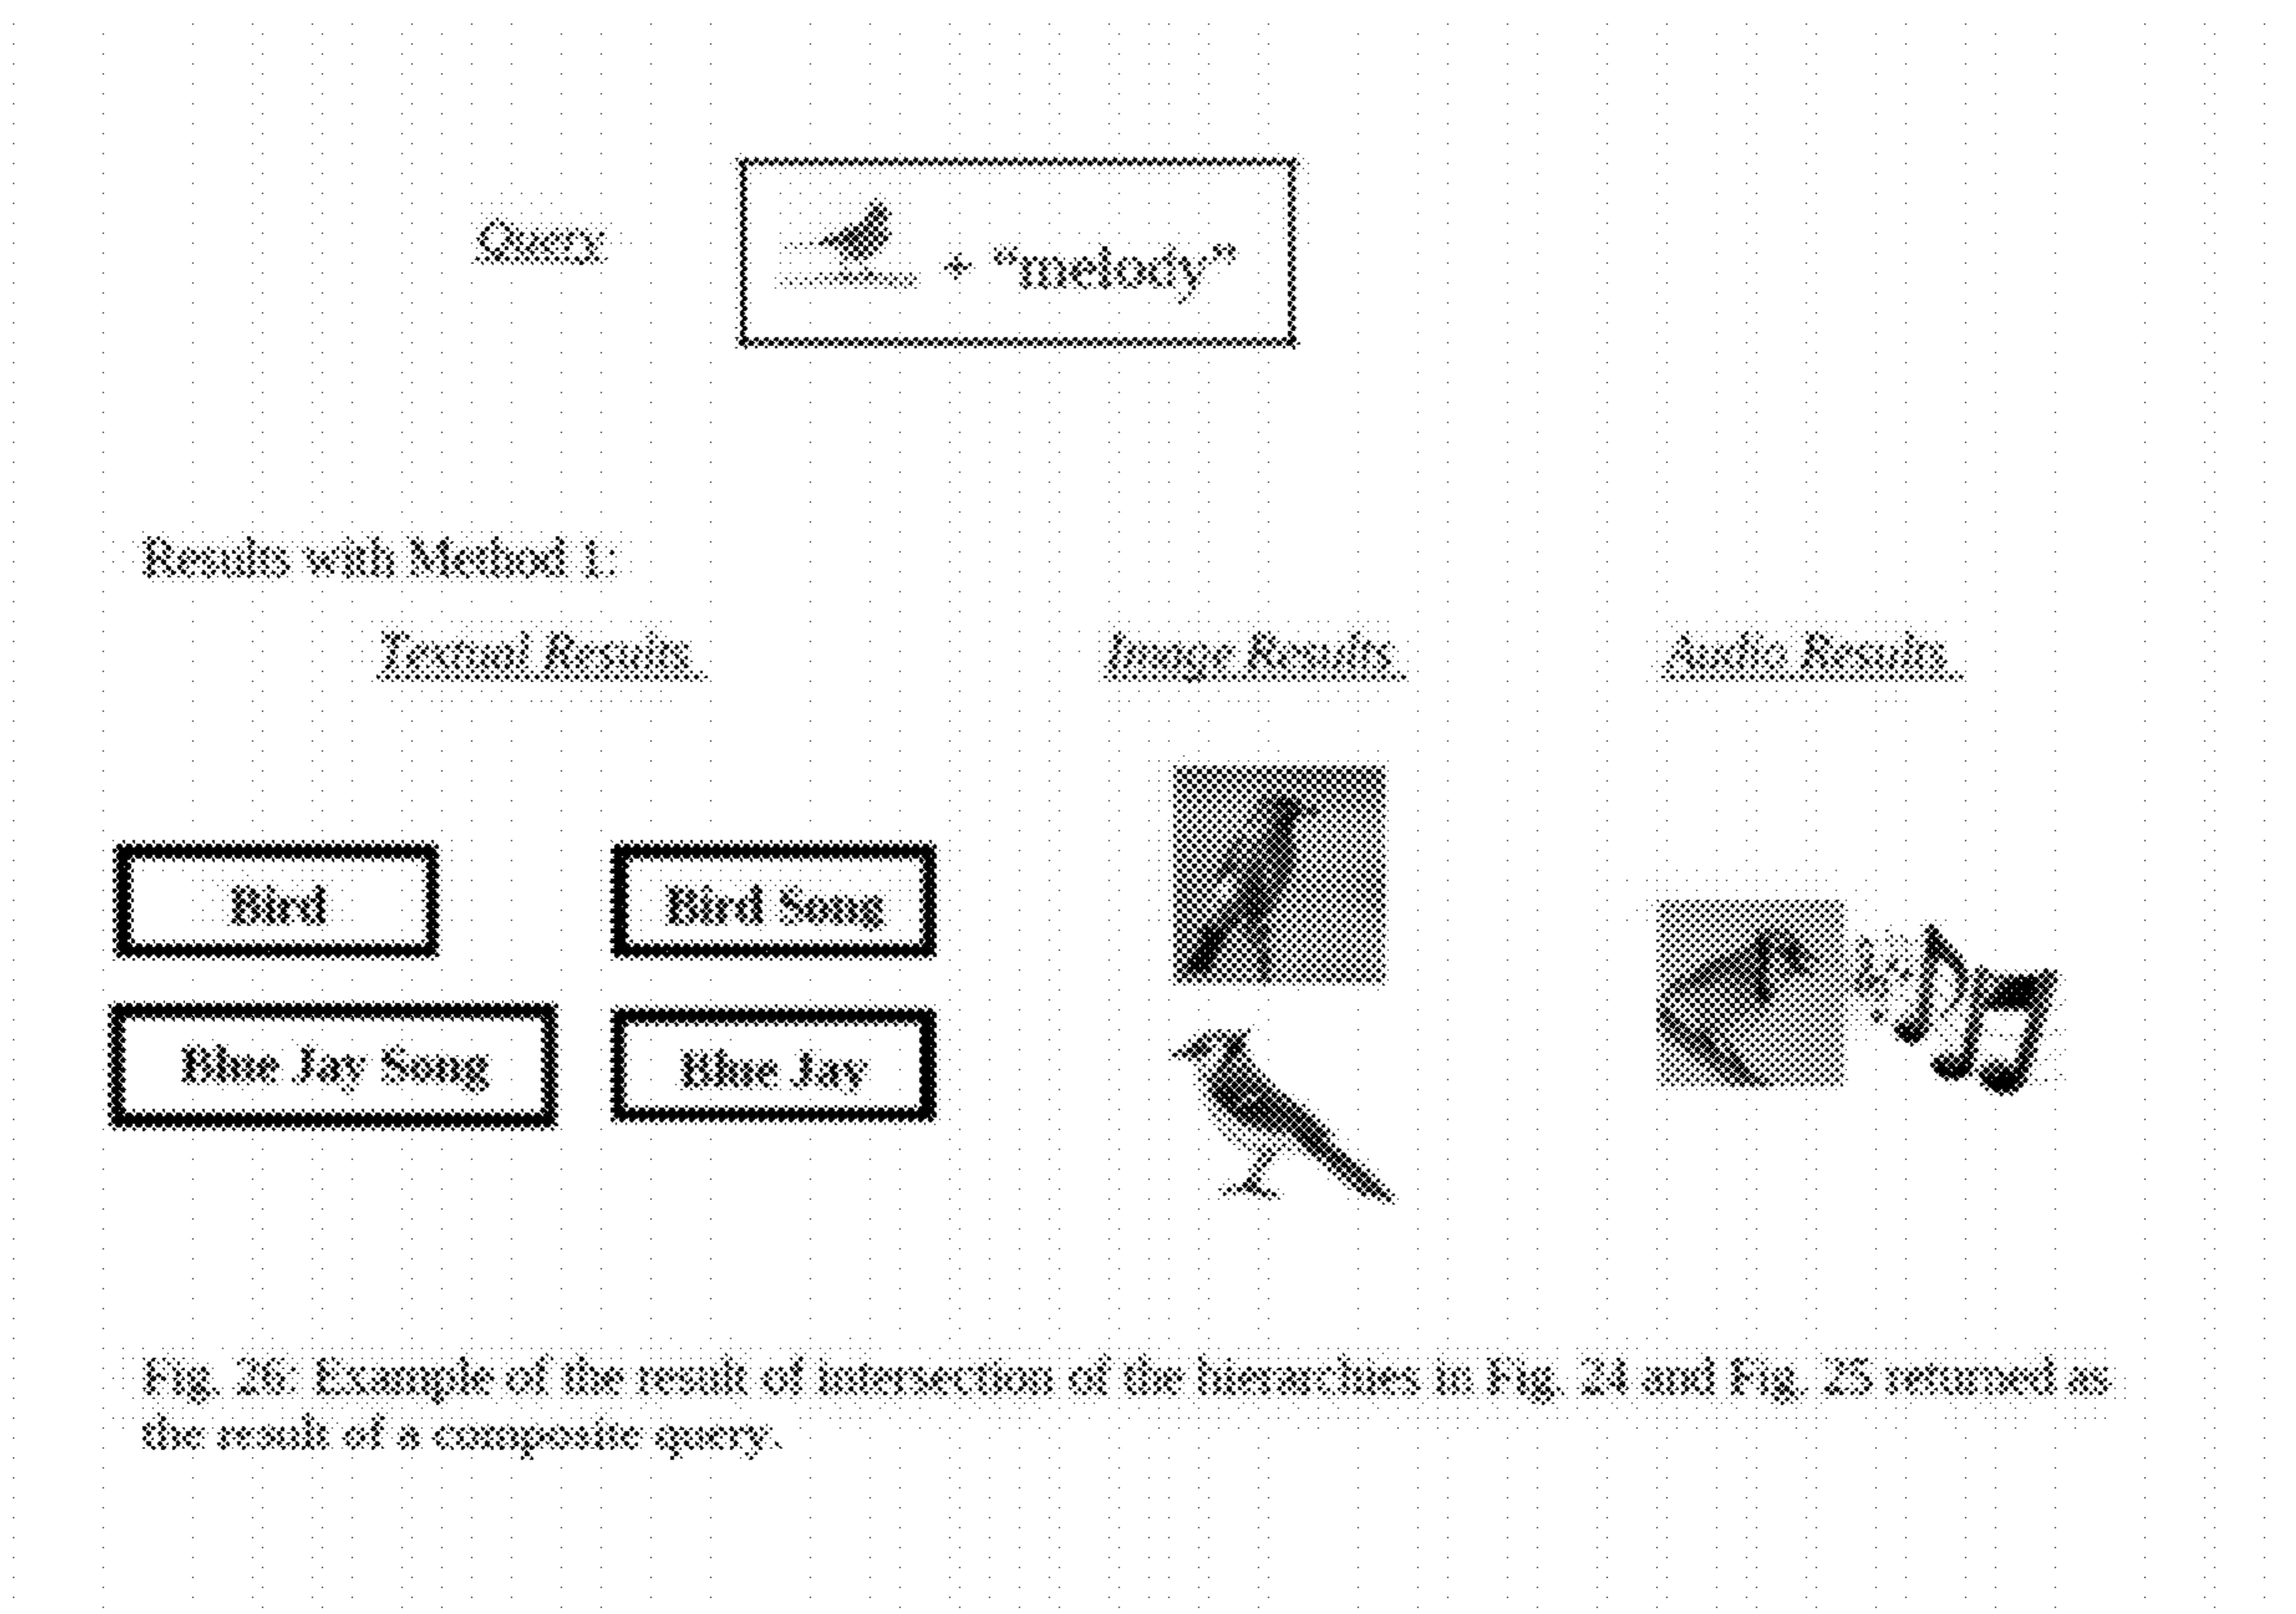 Query
+ “melody”
Results with Method 1:
Textual Results
Image Results
Audio Results
Bird
Bird Song
Blue Jay Song
Blue Jay
Fig. 26: Example of the result of intersection of the hierarchies in Fig. 24 and Fig. 25 returned as
the result of a composite query.